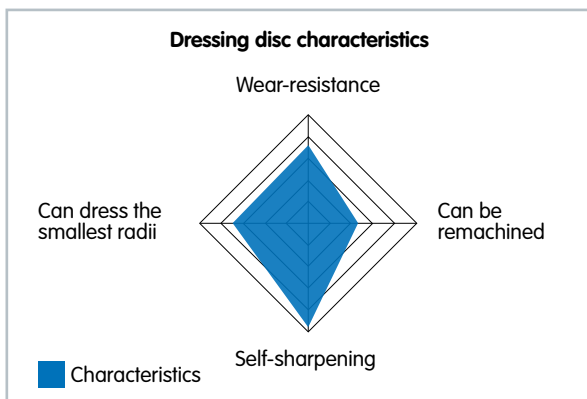 Dressing disc characteristics
Wear-resistance
Can dress the
smallest radii
Can be
remachined
Self-sharpening
Characteristics